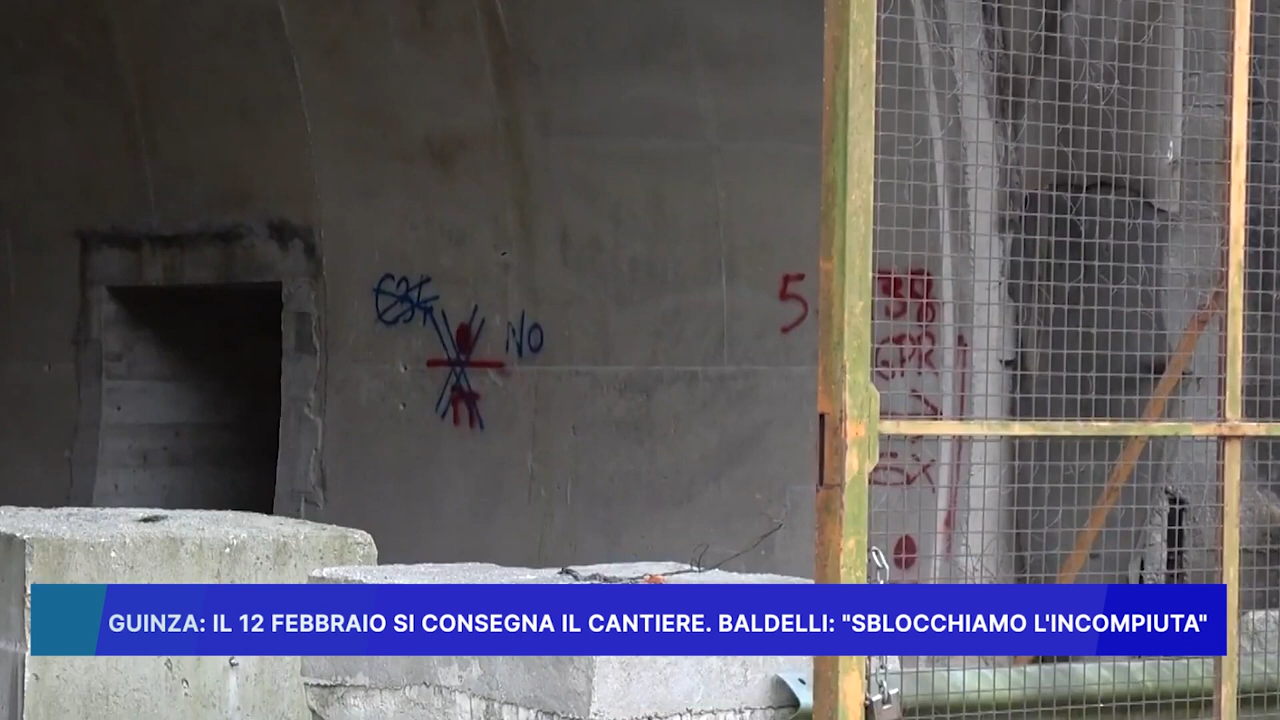 NO
5
GUINZA: IL 12 FEBBRAIO SI CONSEGNA IL CANTIERE. BALDELLI: "SBLOCCHIAMO L'INCOMPIUTA"